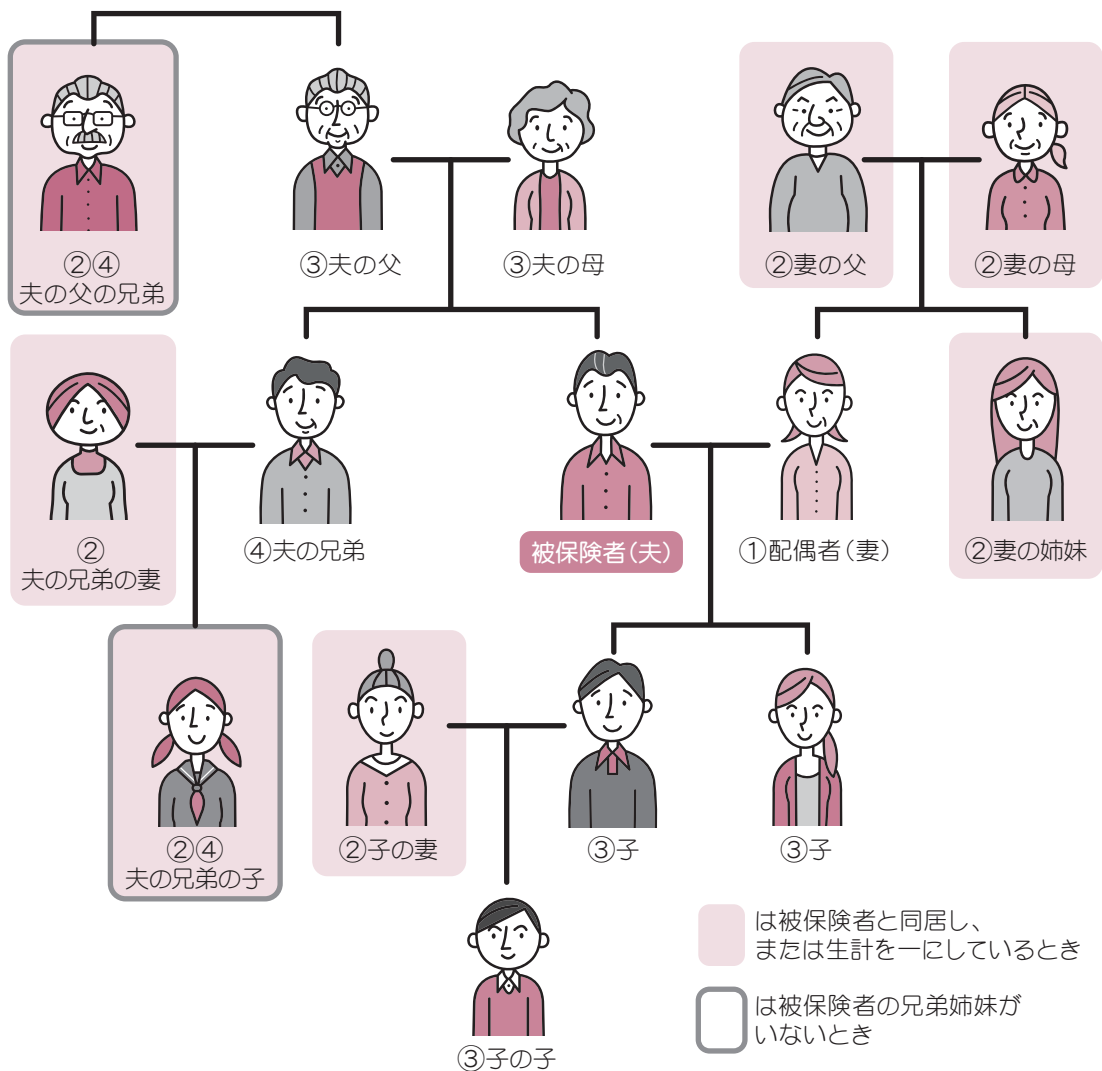 ②④
夫の父の兄弟
③夫の父
③夫の母
②妻の父
②妻の母
②
夫の兄弟の妻
④夫の兄弟
被保険者（夫）
①配偶者（妻）
②妻の姉妹
②④
夫の兄弟の子
②子の妻
③子
③子
③子の子
は被保険者と同居し、
または生計を一にしているとき
は被保険者の兄弟姉妹が
いないとき